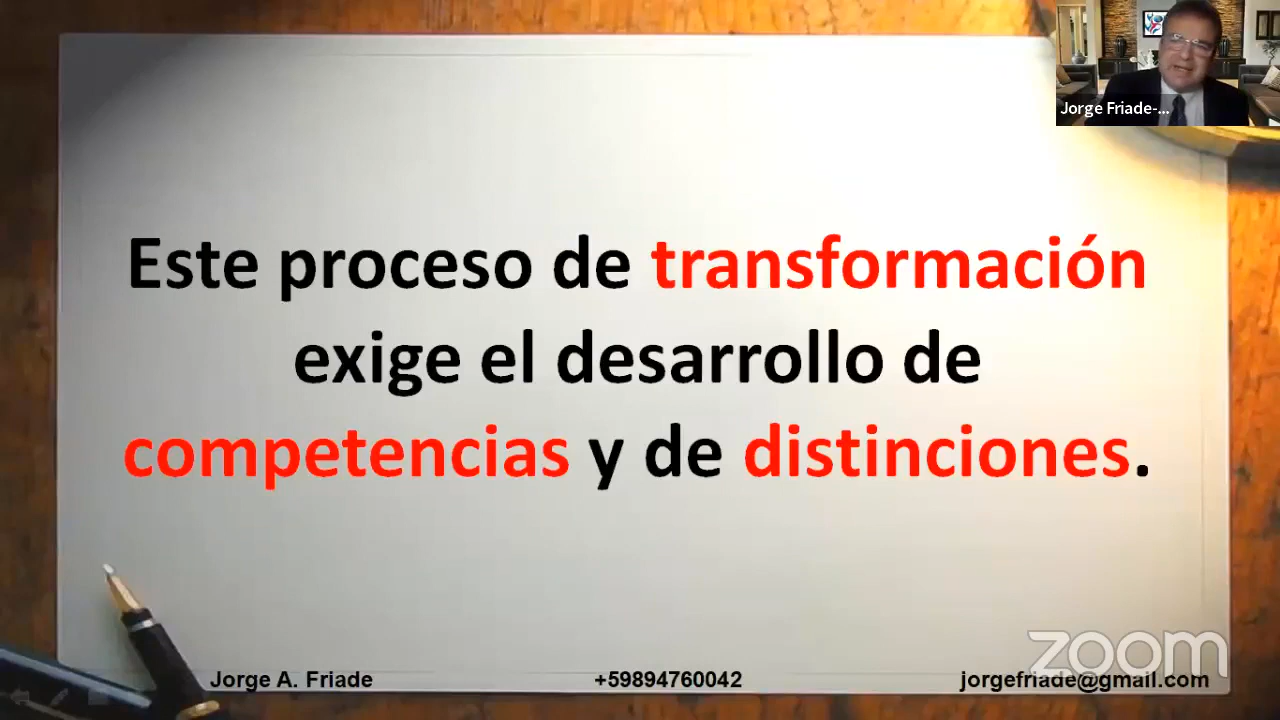 Jorge Friade-...
Este proceso de transformación
exige el desarrollo de
competencias y de distinciones.
zoom
Jorge A. Friade +59894760042 jorgefriade@gmail.com